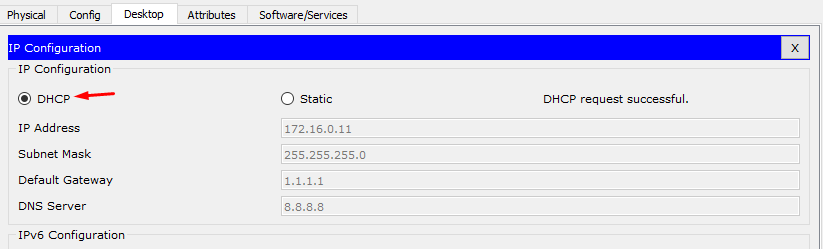 Physical Config Desktop Attributes Software/Services
IP Configuration X
IP Configuration
DHCP Static DHCP request successful.
IP Address 172.16.0.11
Subnet Mask 255.255.255.0
Default Gateway 1.1.1.1
DNS Server 8.8.8.8
IPv6 Configuration